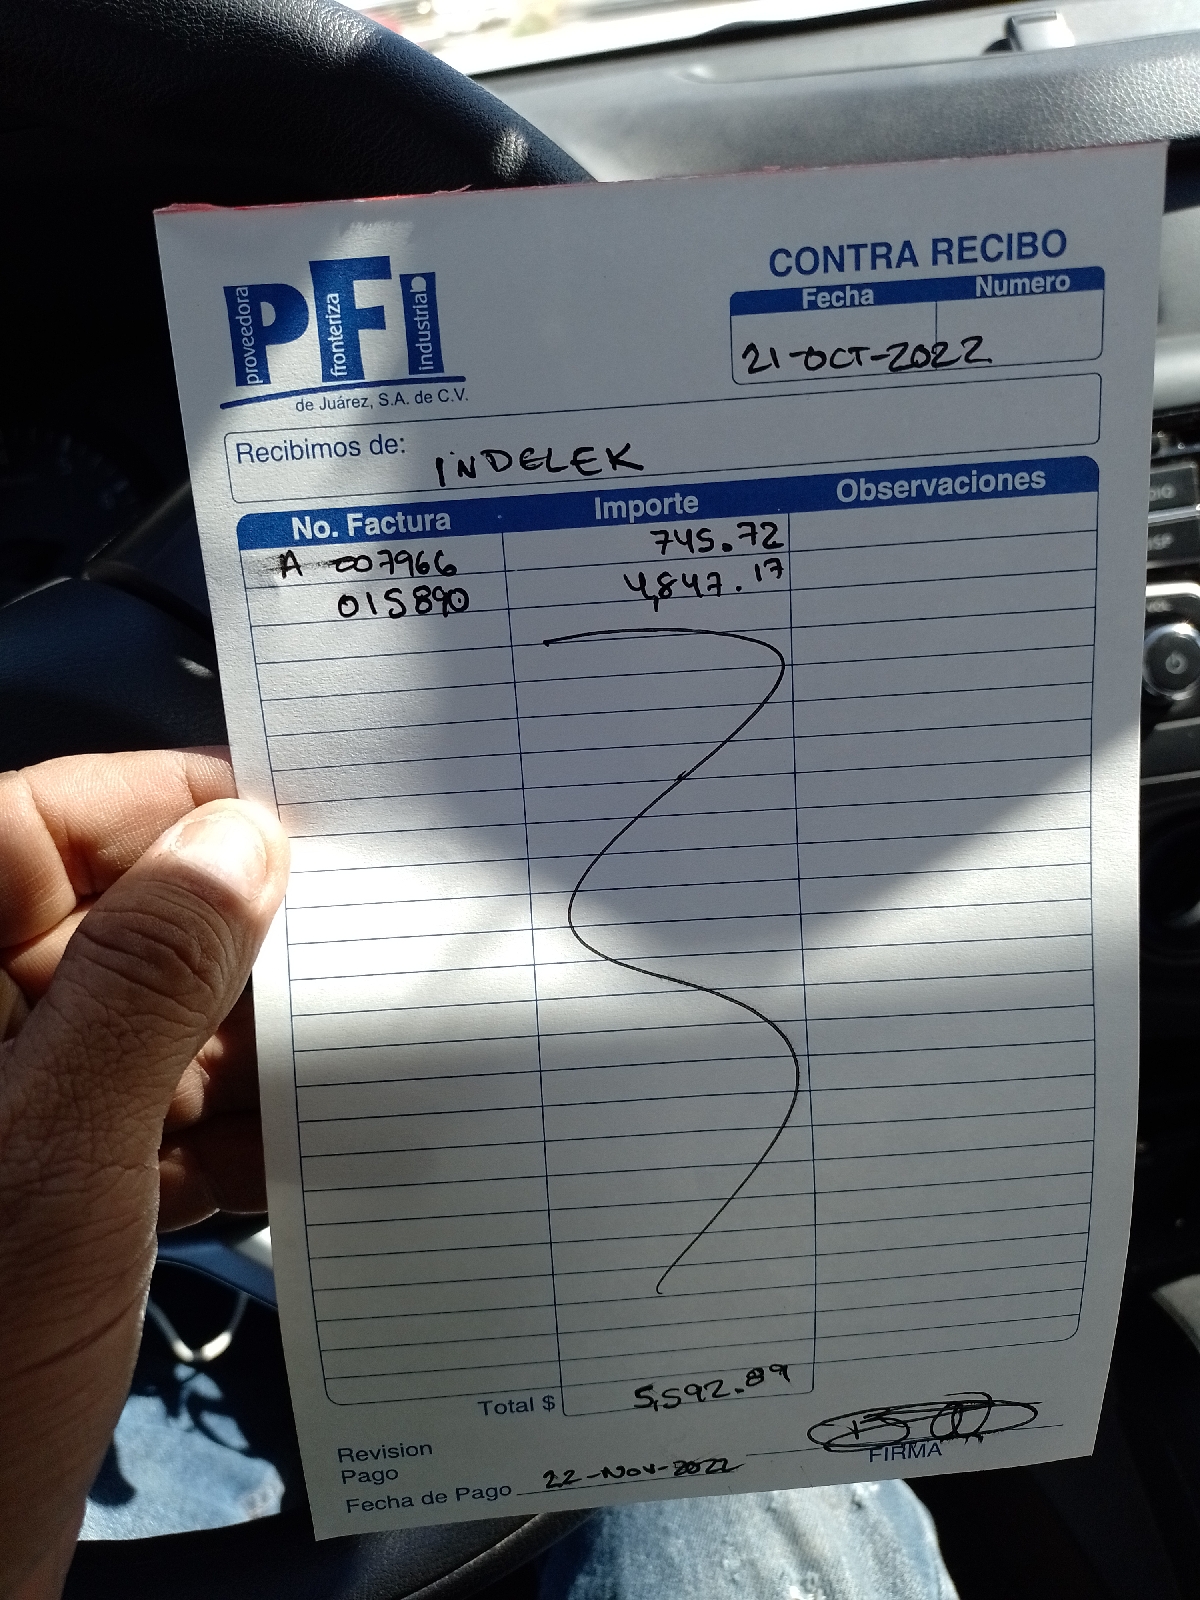 proveedora
fronteriza
industrial
PFI
de Juárez, S.A. de C.V.
CONTRA RECIBO
Fecha Numero
21-OCT-2022
Recibimos de: INDELEK
No. Factura Importe Observaciones
A 007966 745.72
015890 4,847.17
Total $ 5,592.89
Revision
Pago
Fecha de Pago 22-Nov-2022
FIRMA